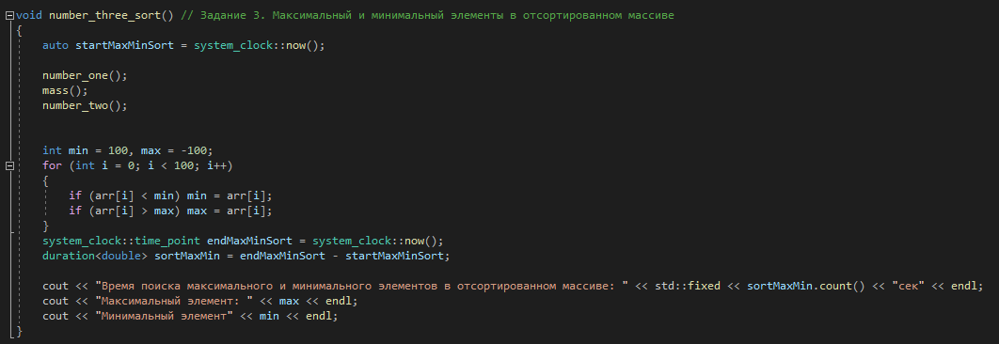 void number_three_sort() // Задание 3. Максимальный и минимальный элементы в отсортированном массиве
{
    auto startMaxMinSort = system_clock::now();

    number_one();
    mass();
    number_two();


    int min = 100, max = -100;
    for (int i = 0; i < 100; i++)
    {
        if (arr[i] < min) min = arr[i];
        if (arr[i] > max) max = arr[i];
    }
    system_clock::time_point endMaxMinSort = system_clock::now();
    duration<double> sortMaxMin = endMaxMinSort - startMaxMinSort;

    cout << "Время поиска максимального и минимального элементов в отсортированном массиве: " << std::fixed << sortMaxMin.count() << "сек" << endl;
    cout << "Максимальный элемент: " << max << endl;
    cout << "Минимальный элемент" << min << endl;
}